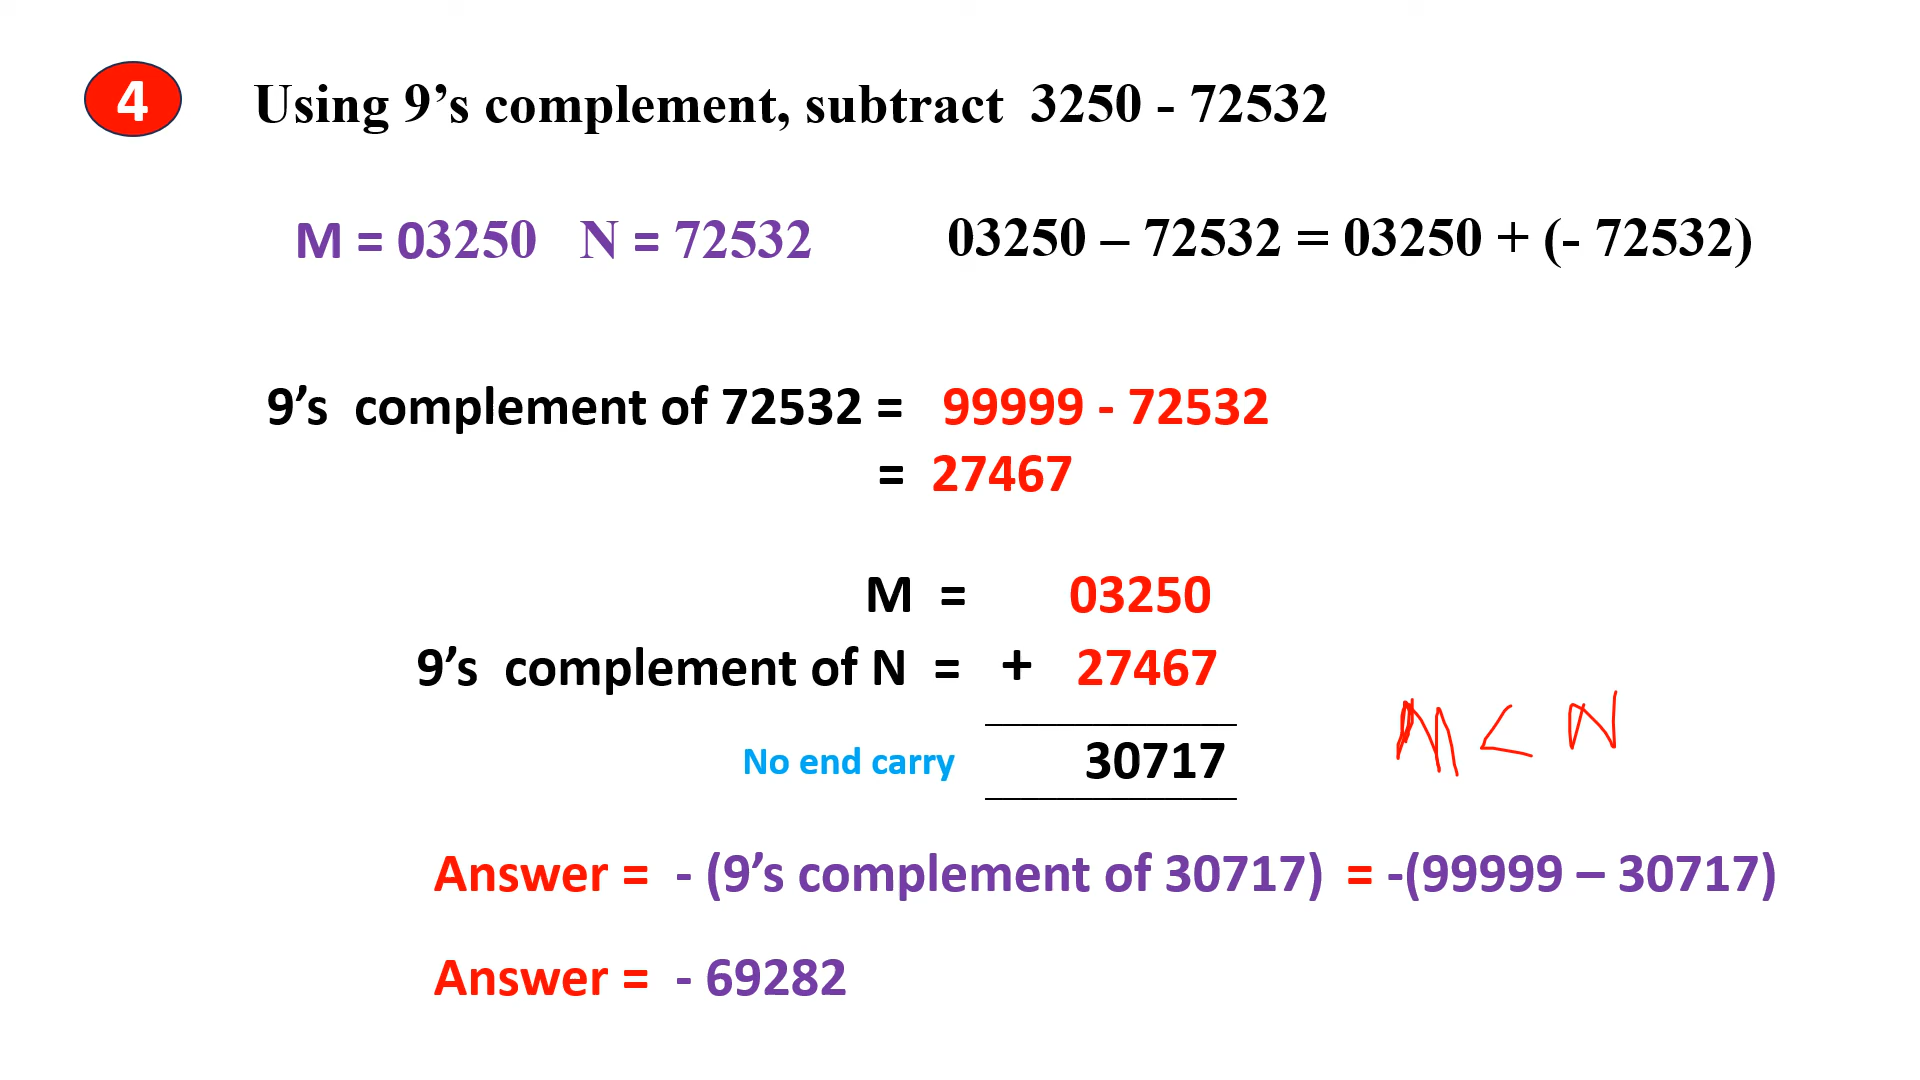 4 Using 9’s complement, subtract 3250 - 72532
M = 03250 N = 72532 03250 – 72532 = 03250 + (- 72532)
9’s complement of 72532 = 99999 - 72532
= 27467
M = 03250
9’s complement of N = + 27467
M < N
No end carry 30717
Answer = - (9’s complement of 30717) = -(99999 – 30717)
Answer = - 69282